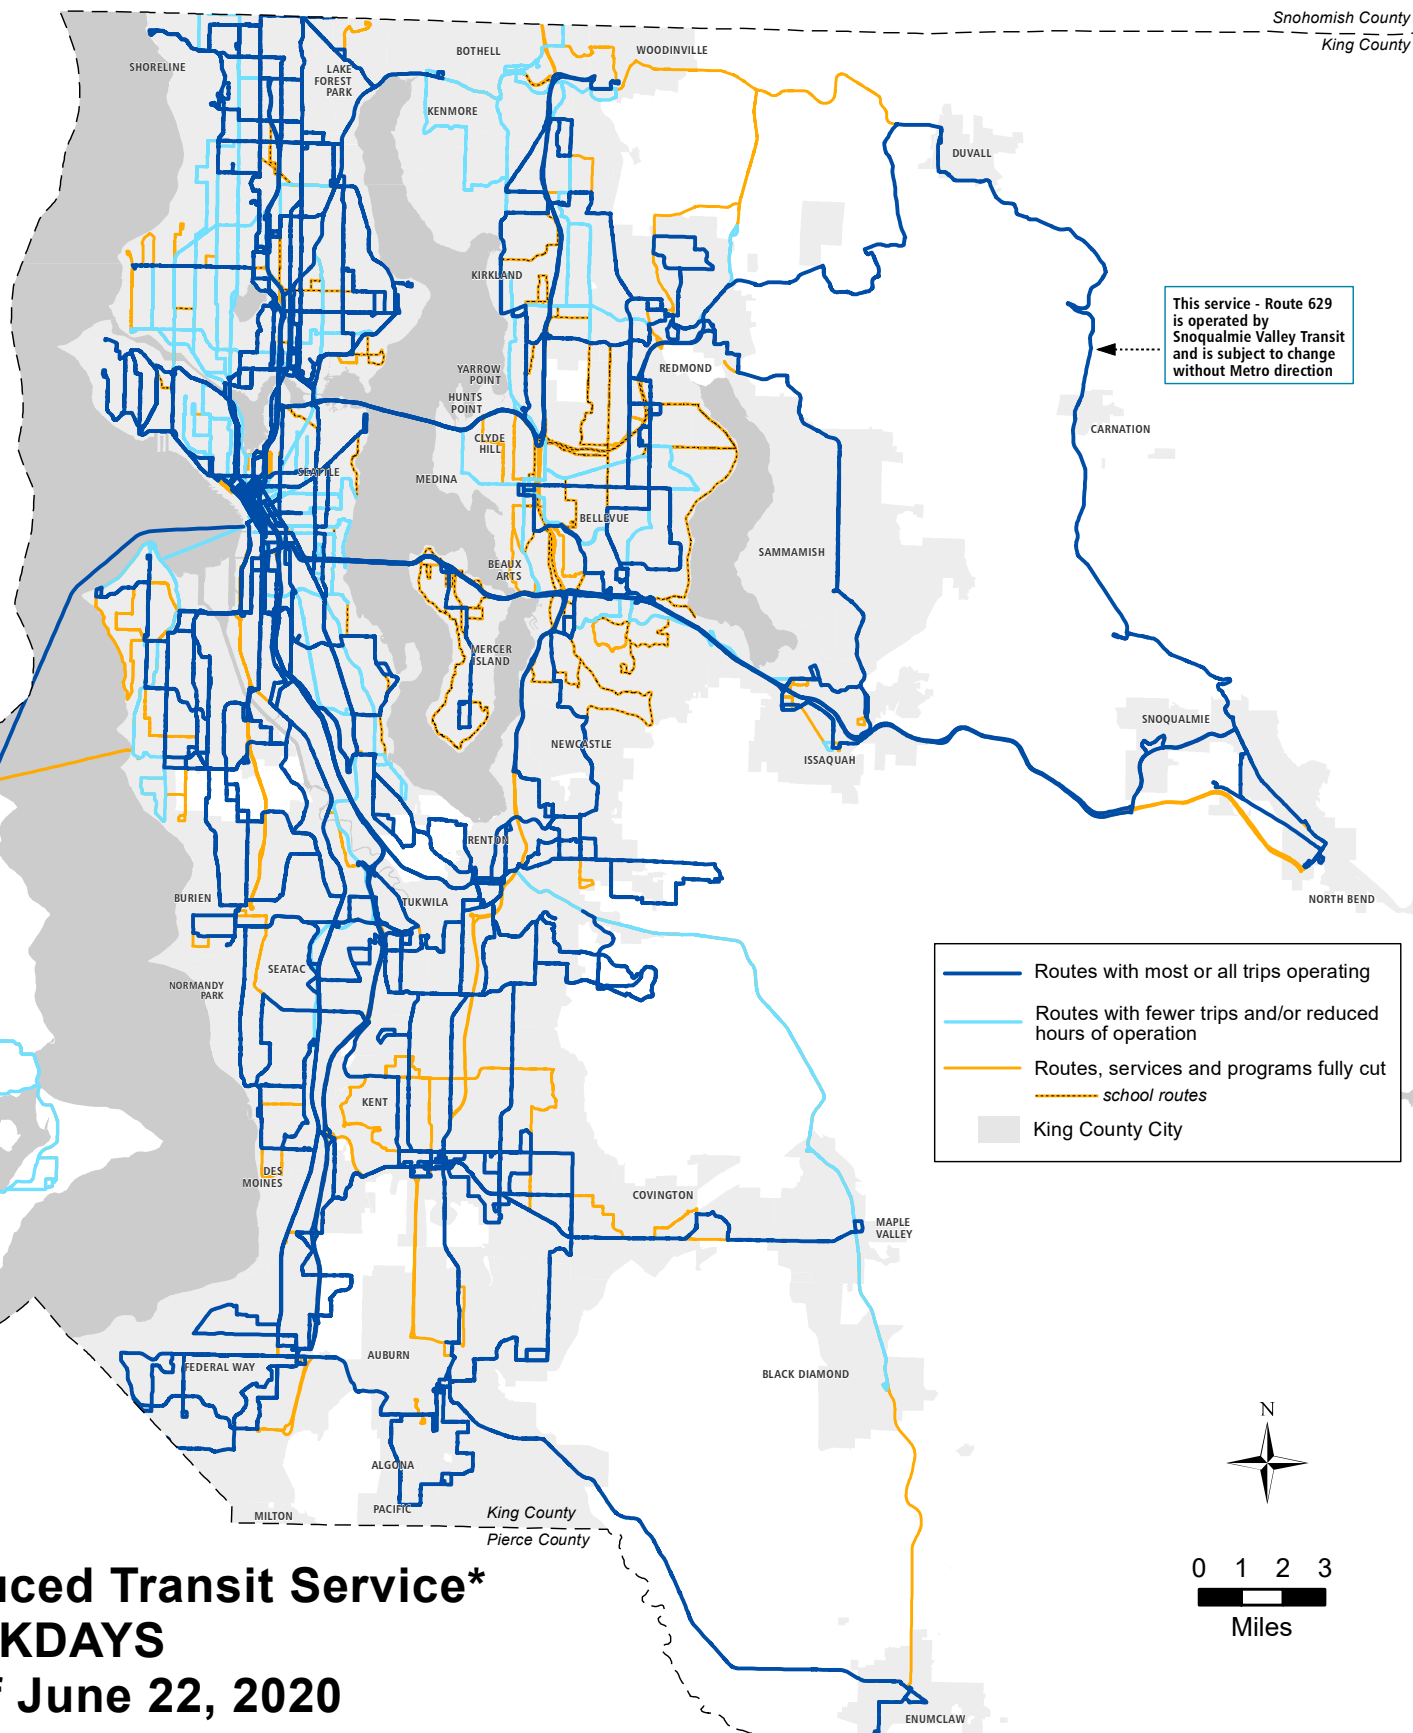 Snohomish County
King County
SHORELINE
LAKE
FOREST
PARK
BOTHELL
WOODINVILLE
KENMORE
DUVALL
KIRKLAND
This service - Route 629
is operated by
Snoqualmie Valley Transit
and is subject to change
without Metro direction
YARROW
POINT
REDMOND
HUNTS
POINT
CARNATION
CLYDE
HILL
SEATTLE
MEDINA
BELLEVUE
SAMMAMISH
BEAUX
ARTS
MERCER
ISLAND
SNOQUALMIE
NEWCASTLE
ISSAQUAH
RENTON
BURIEN
TUKWILA
NORTH BEND
SEATAC
NORMANDY
PARK
Routes with most or all trips operating
Routes with fewer trips and/or reduced
hours of operation
Routes, services and programs fully cut
school routes
King County City
KENT
DES
MOINES
COVINGTON
MAPLE
VALLEY
AUBURN
FEDERAL WAY
BLACK DIAMOND
N
ALGONA
PACIFIC
MILTON
King County
Pierce County
0 1 2 3
Miles
uced Transit Service*
KDAYS
f June 22, 2020
ENUMCLAW